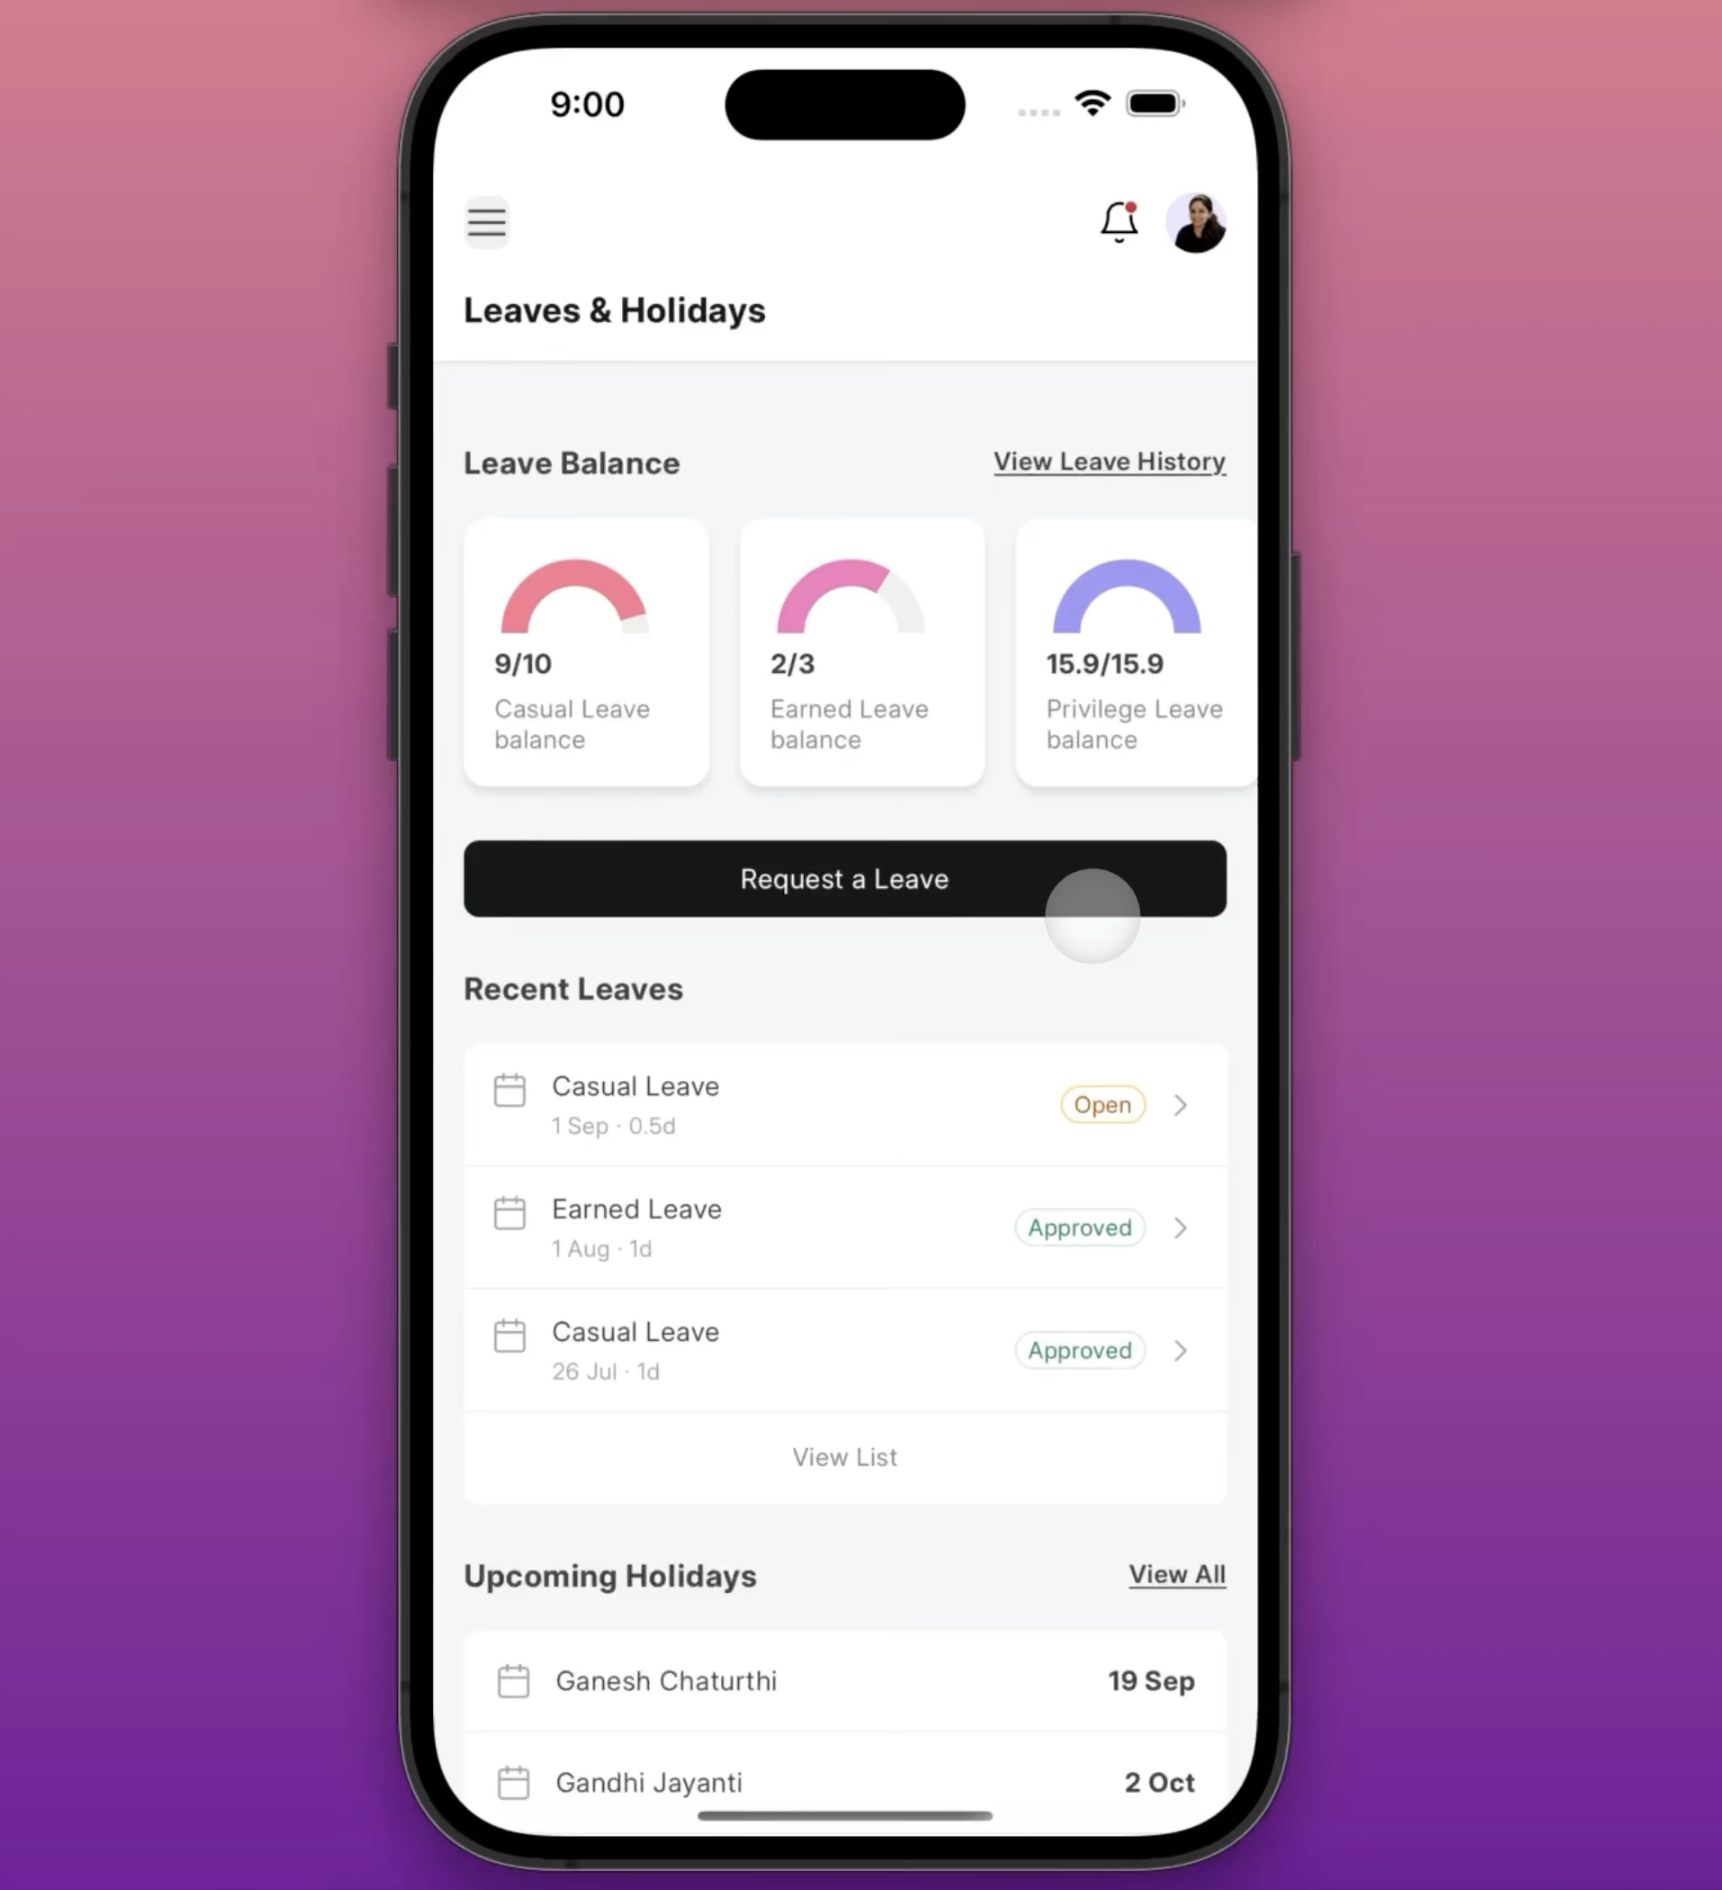 9:00
Leaves & Holidays
Leave Balance
View Leave History
9/10
Casual Leave
balance
2/3
Earned Leave
balance
15.9/15.9
Privilege Leave
balance
Request a Leave
Recent Leaves
Casual Leave
1 Sep · 0.5d
Open
Earned Leave
1 Aug · 1d
Approved
Casual Leave
26 Jul · 1d
Approved
View List
Upcoming Holidays
View All
Ganesh Chaturthi
19 Sep
Gandhi Jayanti
2 Oct